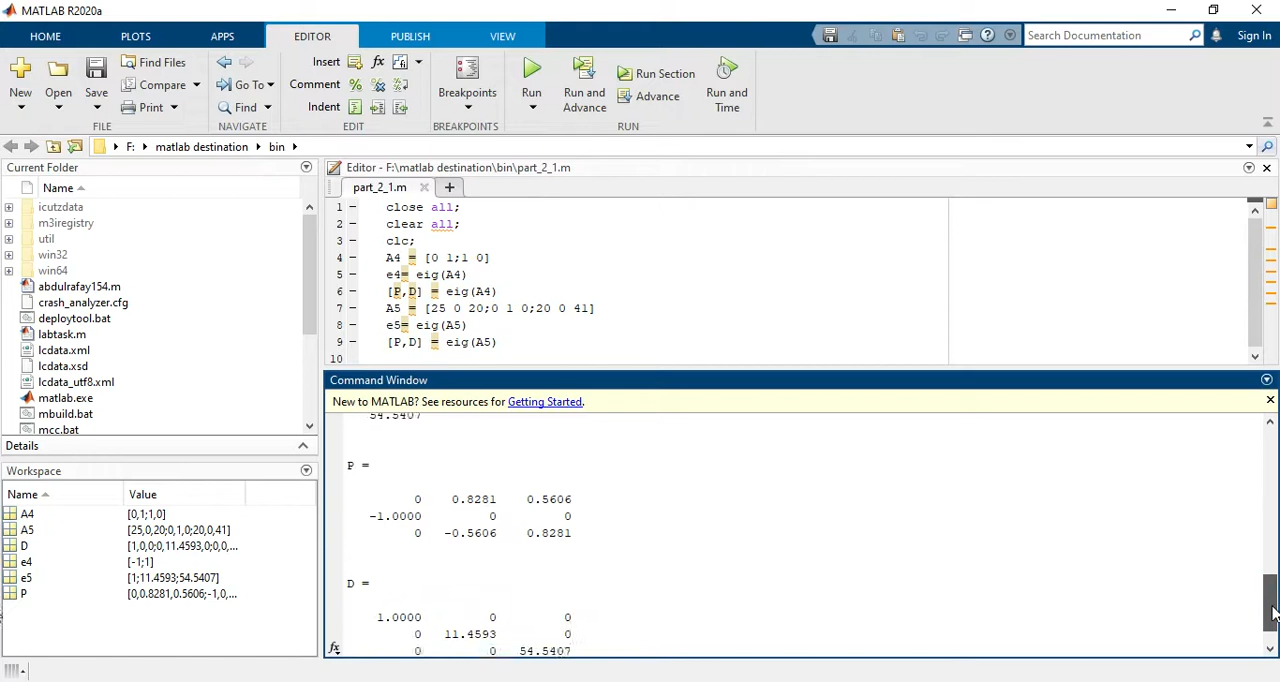 MATLAB R2020a
HOME PLOTS APPS EDITOR PUBLISH VIEW Search Documentation Sign In
New Open Save Find Files Compare Print
Go To Find
Insert Comment Indent
Breakpoints
Run Run and Advance Run Section Advance Run and Time
FILE NAVIGATE EDIT BREAKPOINTS RUN
F: matlab destination bin
Current Folder
Name
icutzdata
m3iregistry
util
win32
win64
abdulrafay154.m
crash_analyzer.cfg
deploytool.bat
labtask.m
lcdata.xml
lcdata.xsd
lcdata_utf8.xml
matlab.exe
mbuild.bat
mcc.bat
Details
Workspace
Name Value
A4 [0,1;1,0]
A5 [25,0,20;0,1,0;20,0,41]
D [1,0,0;0,11.4593,0;0,0,...
e4 [-1;1]
e5 [1;11.4593;54.5407]
P [0,0.8281,0.5606;-1,0,...
Editor - F:\matlab destination\bin\part_2_1.m
part_2_1.m
1 close all;
2 clear all;
3 clc;
4 A4 = [0 1;1 0]
5 e4= eig(A4)
6 [P,D] = eig(A4)
7 A5 = [25 0 20;0 1 0;20 0 41]
8 e5= eig(A5)
9 [P,D] = eig(A5)
10
Command Window
New to MATLAB? See resources for Getting Started.
54.5407
P =
0 0.8281 0.5606
-1.0000 0 0
0 -0.5606 0.8281
D =
1.0000 0 0
0 11.4593 0
0 0 54.5407
fx